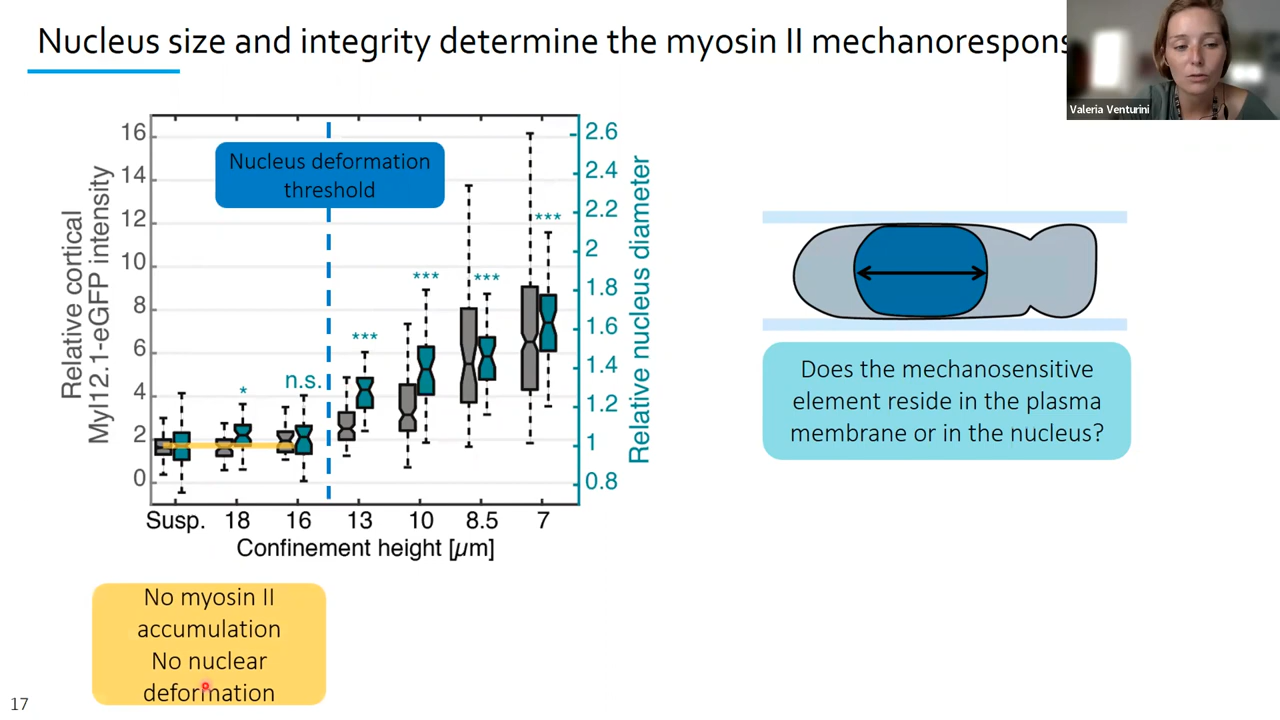 Nucleus size and integrity determine the myosin II mechanorespons
Valeria Venturini
Relative cortical
Myl12.1-eGFP intensity
16
14
12
10
8
6
4
2
0
Nucleus deformation
threshold
*
n.s.
***
***
***
***
2.6
2.4
2.2
2
1.8
1.6
1.4
1.2
1
0.8
Relative nucleus diameter
Susp. 18 16 13 10 8.5 7
Confinement height [µm]
Does the mechanosensitive
element reside in the plasma
membrane or in the nucleus?
No myosin II
accumulation
No nuclear
deformation
17